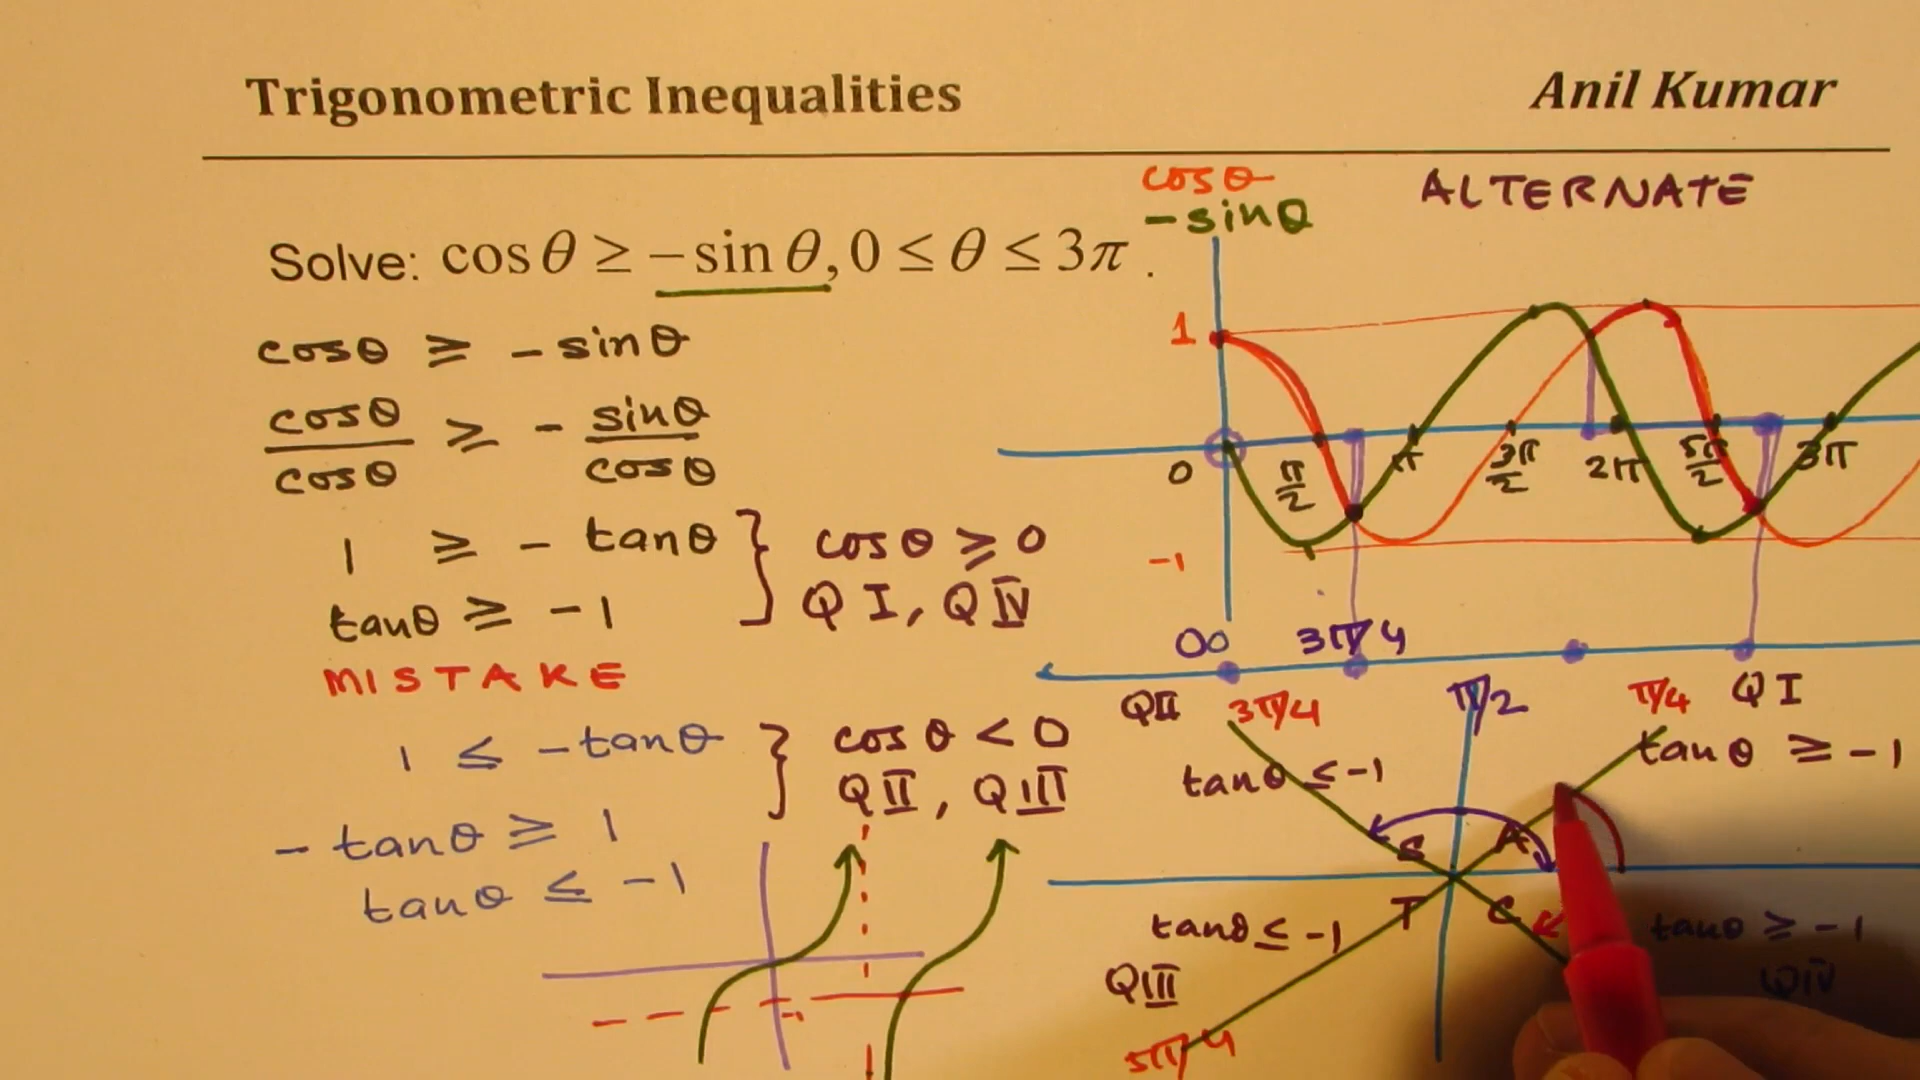 Trigonometric Inequalities
Anil Kumar
Solve: cos θ ≥ −sin θ, 0 ≤ θ ≤ 3π .
cosθ ≥ − sinθ
cosθ/cosθ ≥ − sinθ/cosθ
1 ≥ − tanθ
tanθ ≥ −1
} cosθ ≥ 0
Q I, Q IV
MISTAKE
1 ≤ −tanθ
} cosθ < 0
QII, QIII
− tanθ ≥ 1
tanθ ≤ −1
−1
cosθ
−sinθ
ALTERNATE
1
0 π/2 π 3π/2 2π 5π/2 3π
−1
3π/4
QII 3π/4 π/2 π/4 QI
tanθ ≤ −1
tanθ ≥ −1
S A
T C
tanθ ≤ −1
tanθ ≥ −1
QIII
QIV
5π/4